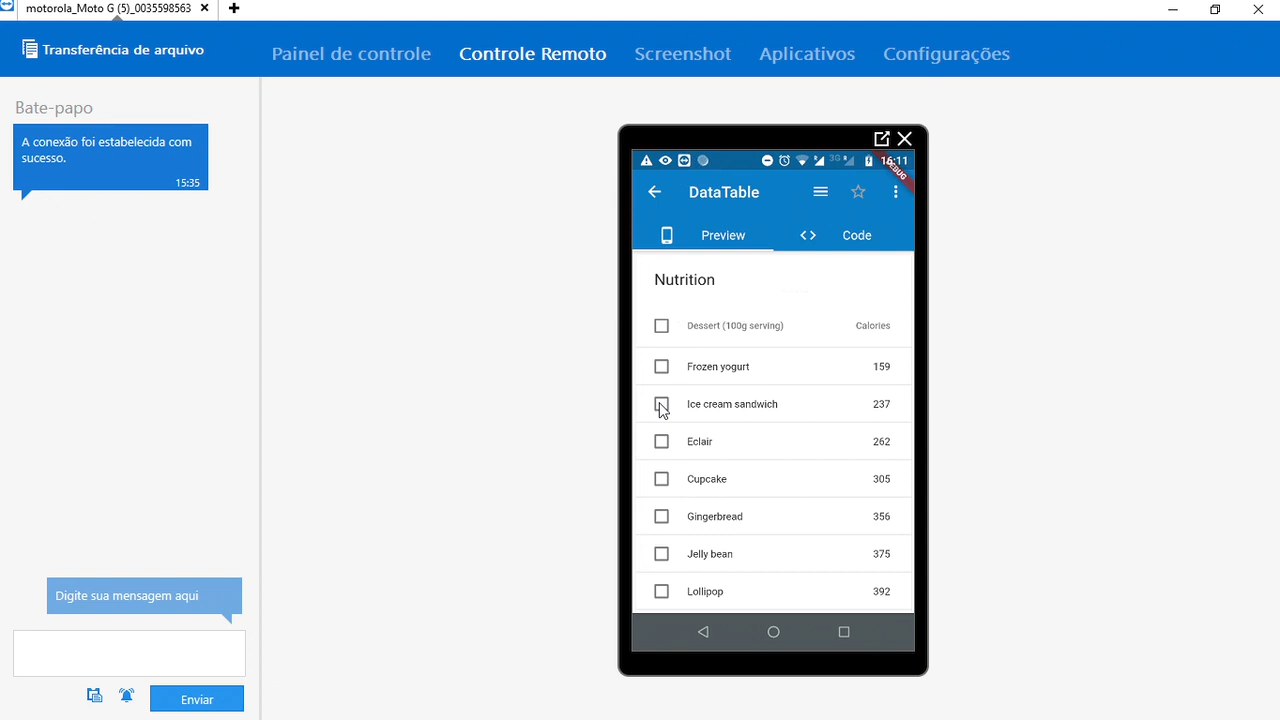 motorola_Moto G (5)_0035598563
Transferência de arquivo
Painel de controle
Controle Remoto
Screenshot
Aplicativos
Configurações
Bate-papo
A conexão foi estabelecida com
sucesso.
15:35
3G
16:11
DEBUG
DataTable
Preview
Code
Nutrition
Dessert (100g serving) Calories
Frozen yogurt 159
Ice cream sandwich 237
Eclair 262
Cupcake 305
Gingerbread 356
Jelly bean 375
Lollipop 392
Digite sua mensagem aqui
Enviar